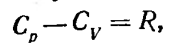 C_p − C_V = R,